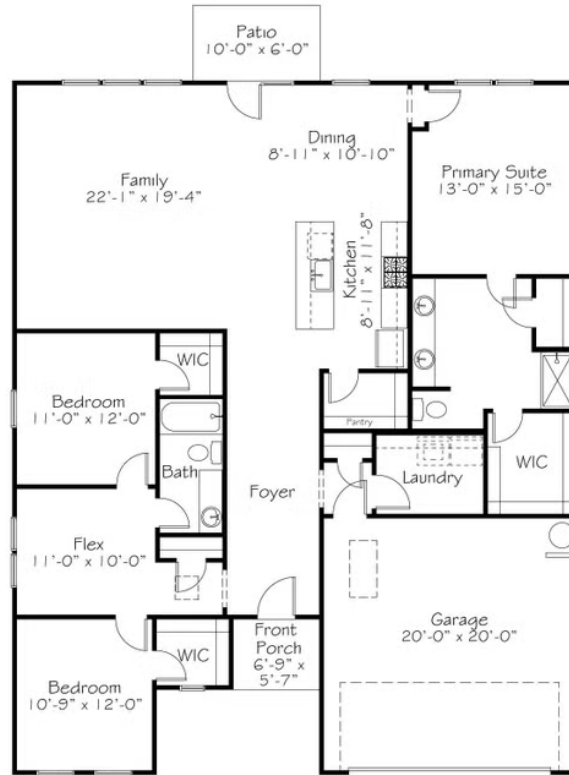 Patio
10'-0" x 6'-0"
Dining
8'-11" x 10'-10"
Family
22'-1" x 19'-4"
Primary Suite
13'-0" x 15'-0"
Kitchen
8'-11" x 11'-8"
WIC
Bedroom
11'-0" x 12'-0"
Pantry
Bath
Laundry
WIC
Foyer
Flex
11'-0" x 10'-0"
Garage
20'-0" x 20'-0"
Front
Porch
6'-9" x
5'-7"
WIC
Bedroom
10'-9" x 12'-0"